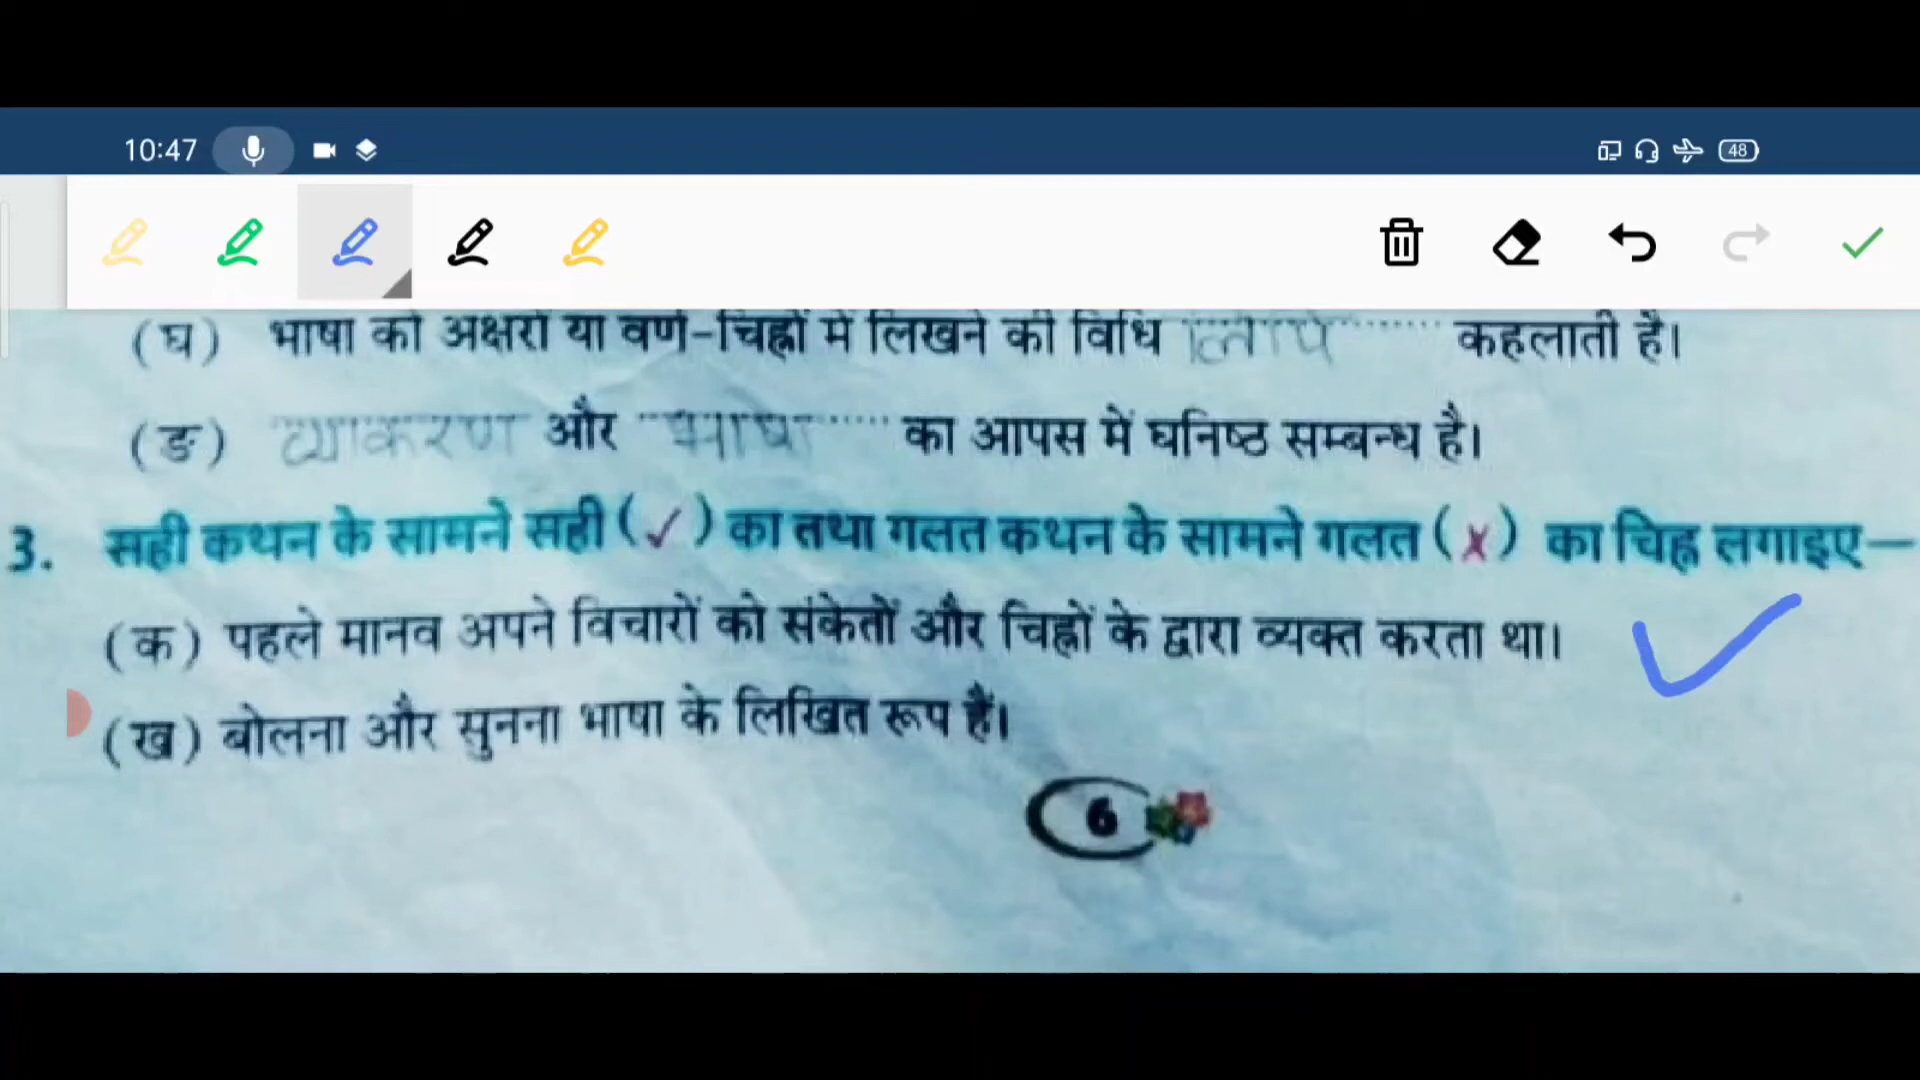 10:47 48
(घ) भाषा को अक्षरों या वर्ण-चिह्नों में लिखने की विधि लिपि कहलाती है।
(ङ) व्याकरण और भाषा का आपस में घनिष्ठ सम्बन्ध है।
3. सही कथन के सामने सही (✓) का तथा गलत कथन के सामने गलत (x) का चिह्न लगाइए—
(क) पहले मानव अपने विचारों को संकेतों और चिह्नों के द्वारा व्यक्त करता था। ✓
(ख) बोलना और सुनना भाषा के लिखित रूप हैं।
6